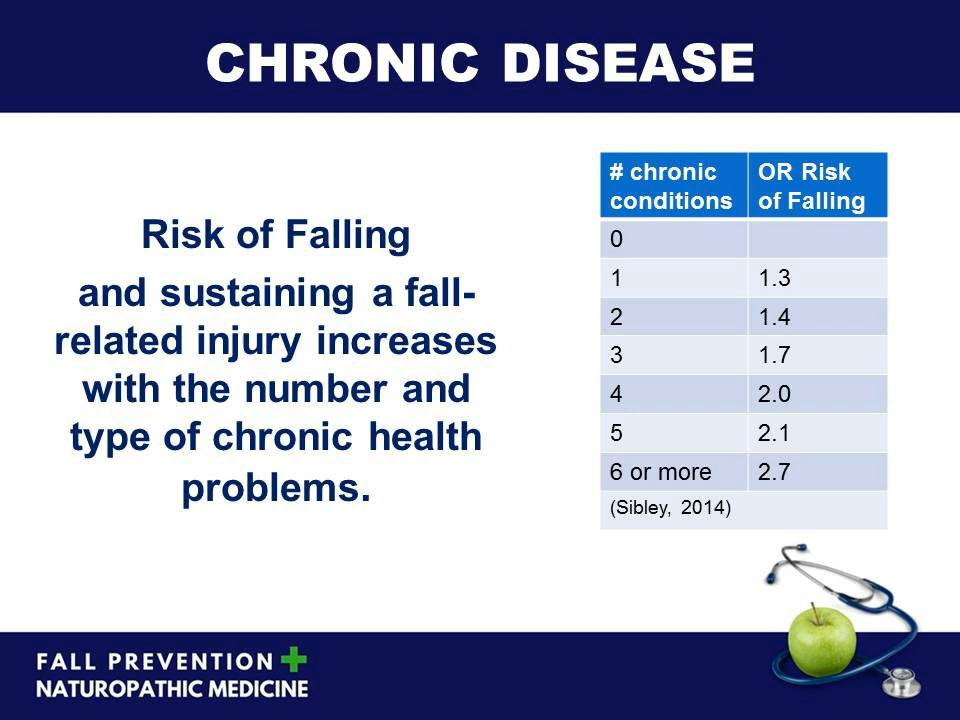 CHRONIC DISEASE
Risk of Falling
and sustaining a fall-
related injury increases
with the number and
type of chronic health
problems.
# chronic conditions OR Risk of Falling
0
1 1.3
2 1.4
3 1.7
4 2.0
5 2.1
6 or more 2.7
(Sibley, 2014)
FALL PREVENTION
NATUROPATHIC MEDICINE